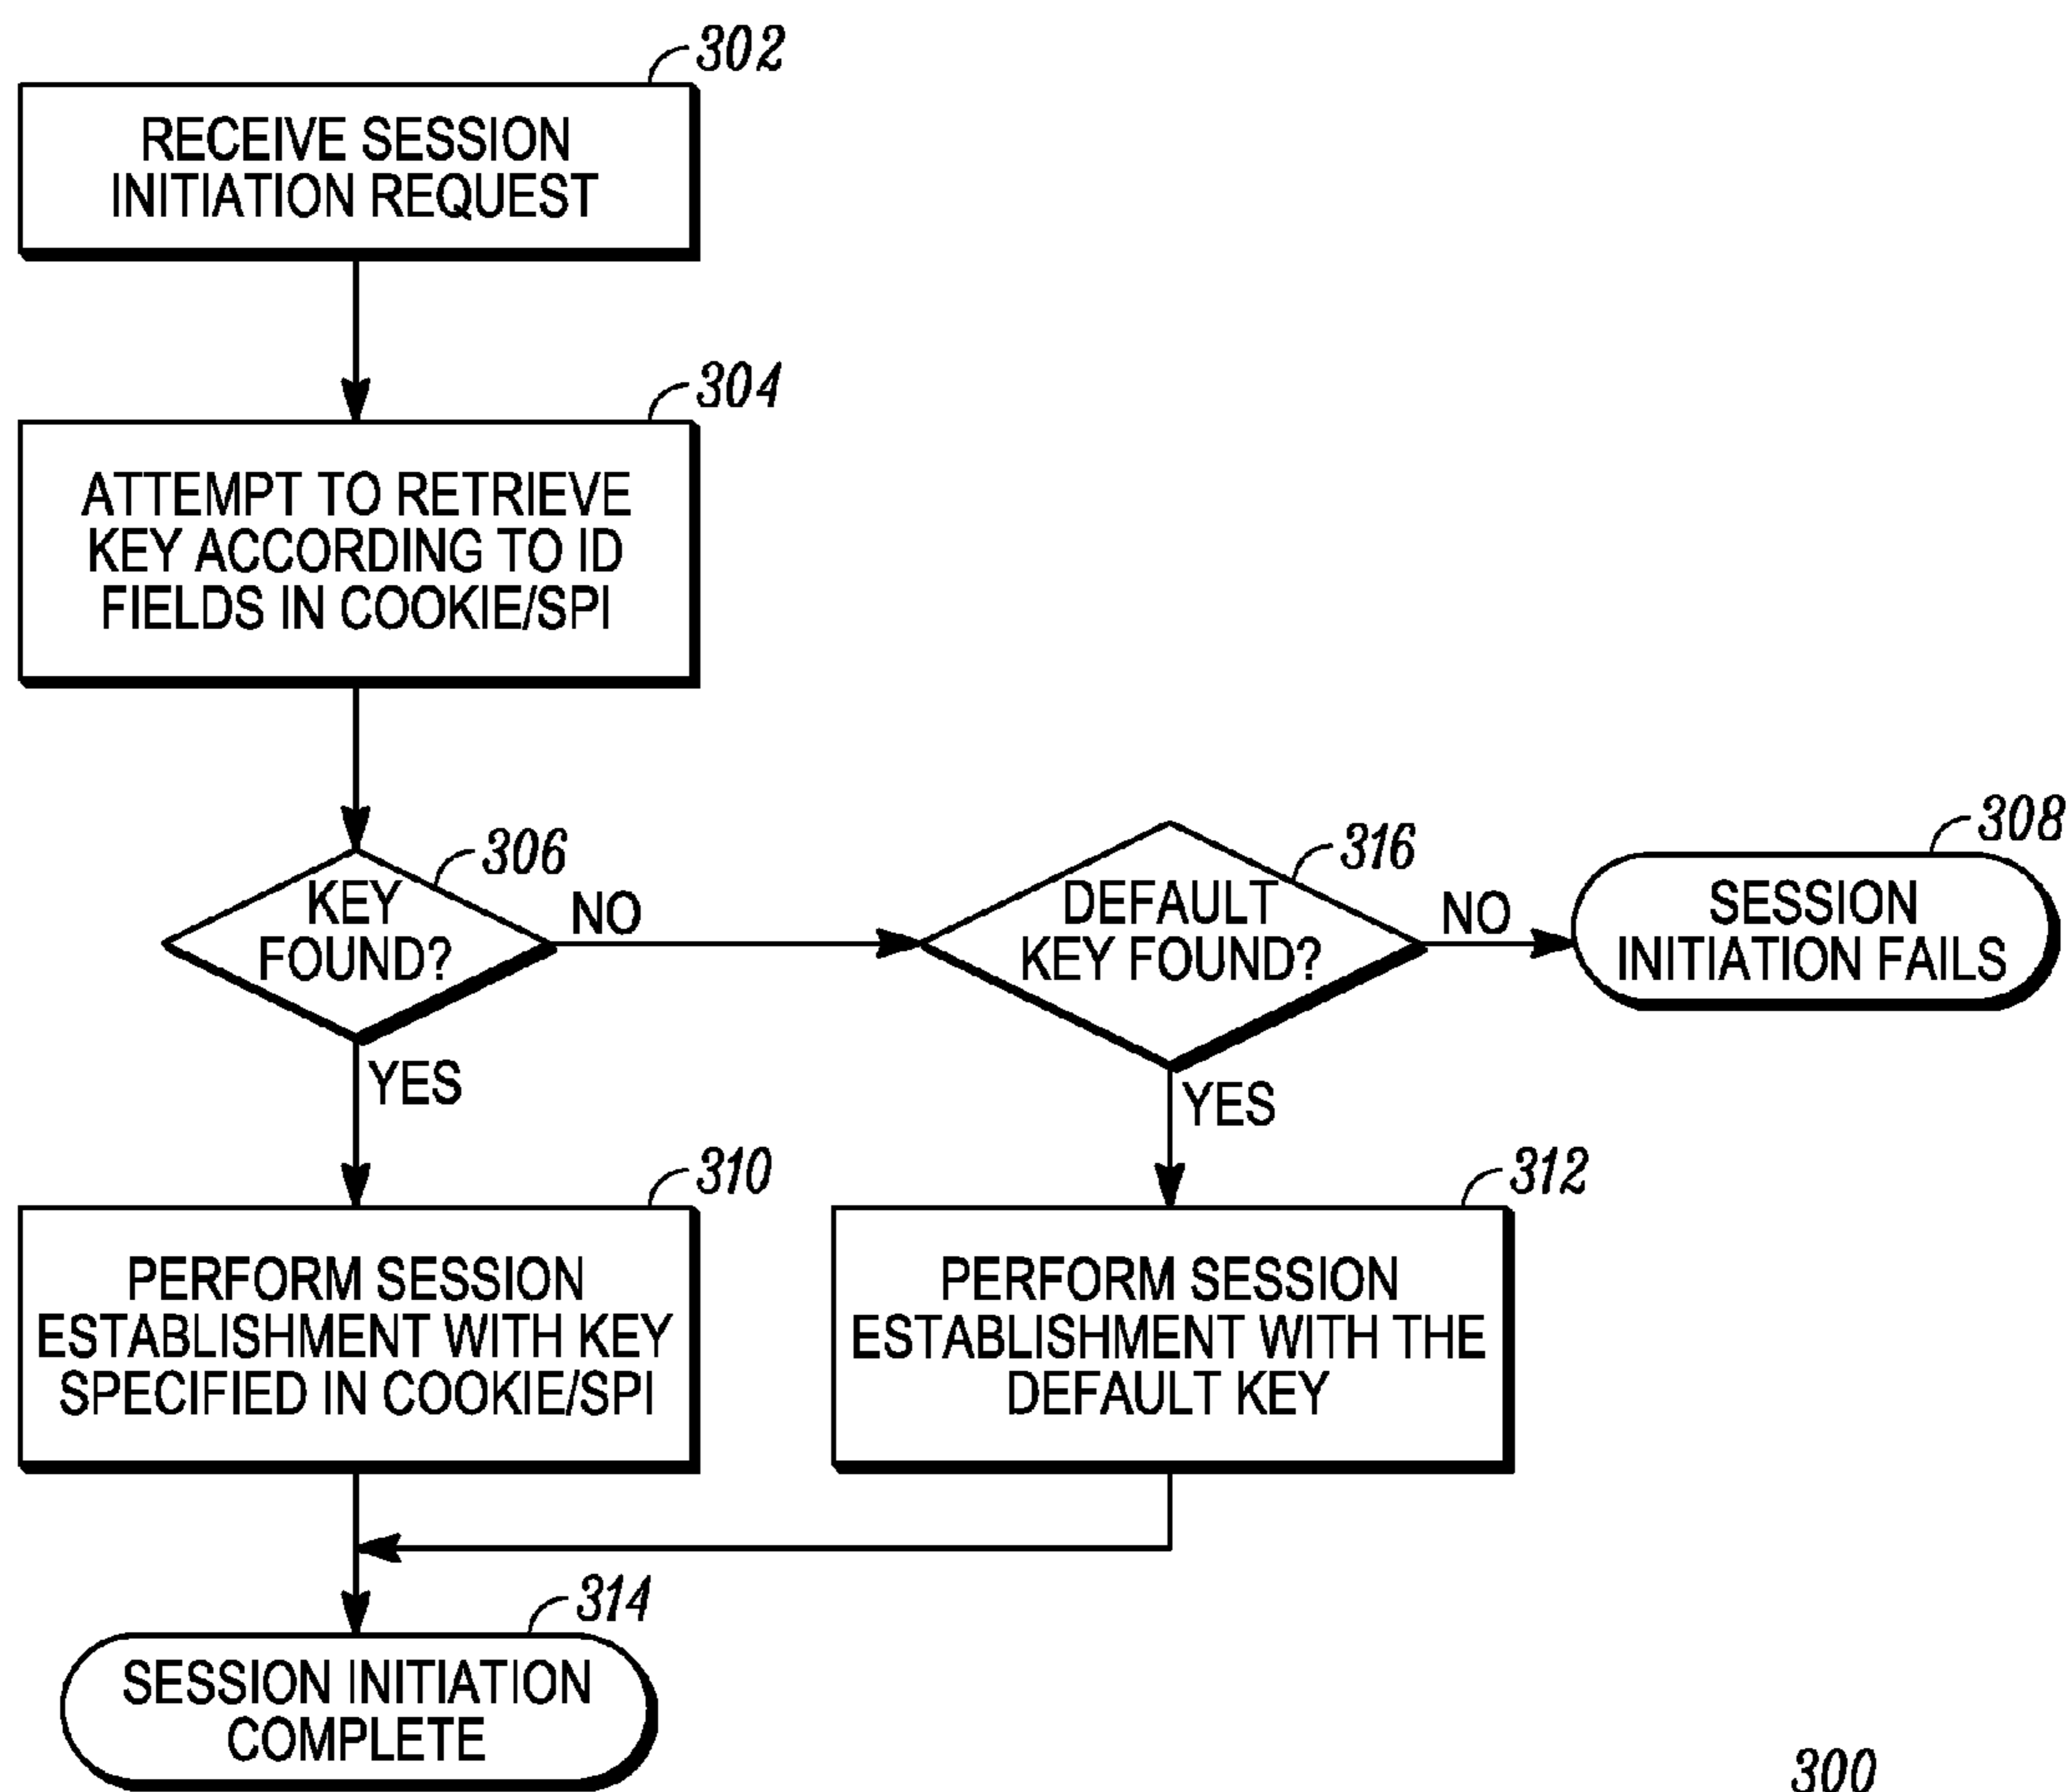 302
RECEIVE SESSION
INITIATION REQUEST
304
ATTEMPT TO RETRIEVE
KEY ACCORDING TO ID
FIELDS IN COOKIE/SPI
306
KEY
FOUND?
NO
YES
316
DEFAULT
KEY FOUND?
NO
YES
308
SESSION
INITIATION FAILS
310
PERFORM SESSION
ESTABLISHMENT WITH KEY
SPECIFIED IN COOKIE/SPI
312
PERFORM SESSION
ESTABLISHMENT WITH THE
DEFAULT KEY
314
SESSION INITIATION
COMPLETE
300